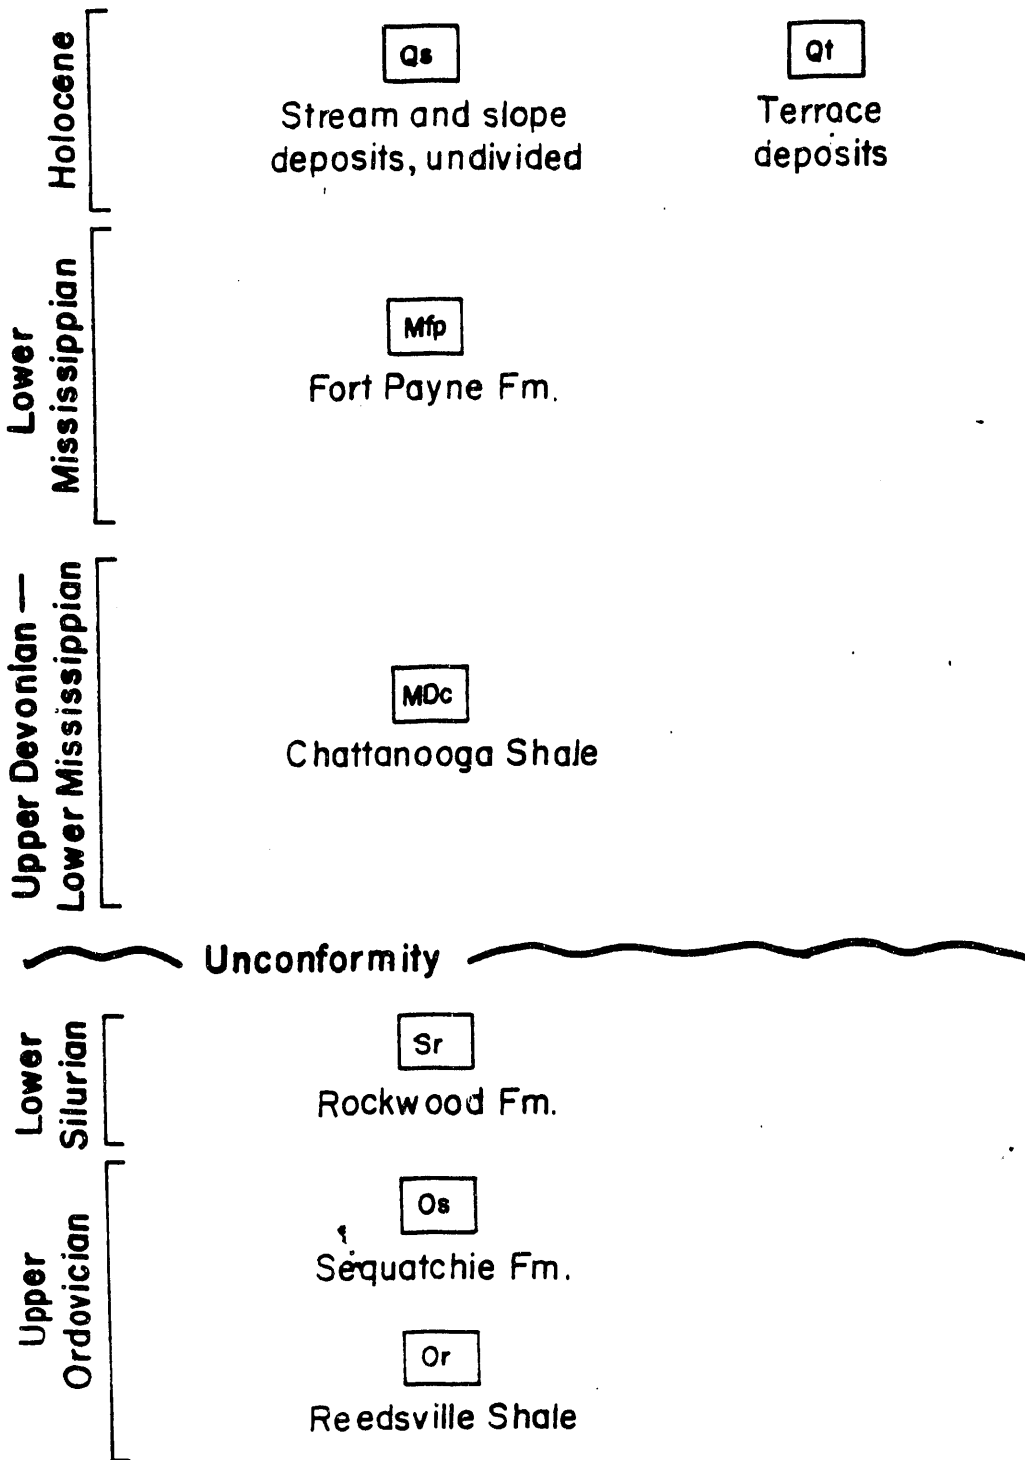 Holocene
Qs
Stream and slope
deposits, undivided
Qt
Terrace
deposits
Lower
Mississippian
Mfp
Fort Payne Fm.
Upper Devonian —
Lower Mississippian
MDc
Chattanooga Shale
Unconformity
Lower
Silurian
Sr
Rockwood Fm.
Upper
Ordovician
Os
Sequatchie Fm.
Or
Reedsville Shale